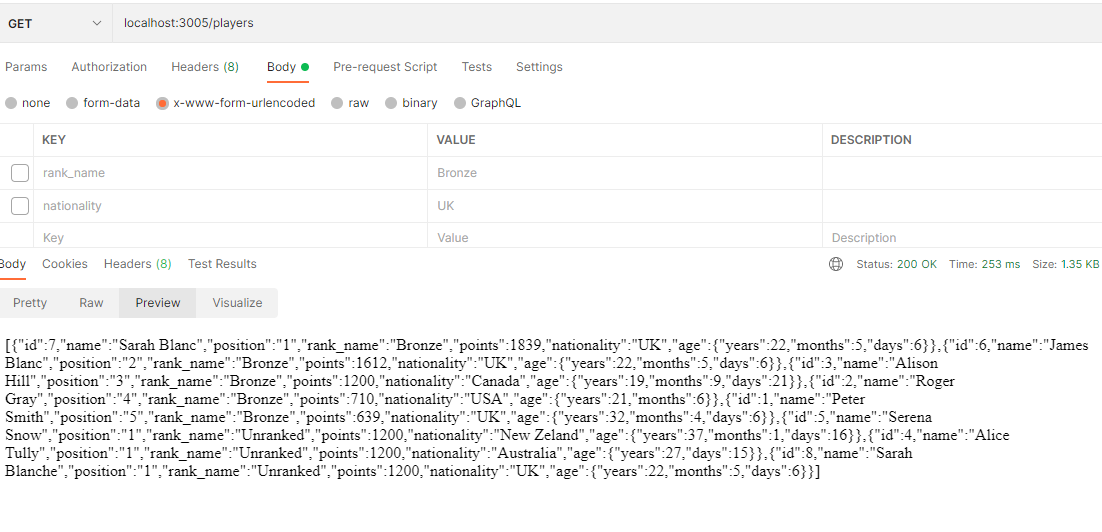 GET localhost:3005/players
Params Authorization Headers (8) Body Pre-request Script Tests Settings
none form-data x-www-form-urlencoded raw binary GraphQL
KEY VALUE DESCRIPTION
rank_name Bronze
nationality UK
Key Value Description
Body Cookies Headers (8) Test Results Status: 200 OK Time: 253 ms Size: 1.35 KB
Pretty Raw Preview Visualize
[{"id":7,"name":"Sarah Blanc","position":"1","rank_name":"Bronze","points":1839,"nationality":"UK","age":{"years":22,"months":5,"days":6}},{"id":6,"name":"James
Blanc","position":"2","rank_name":"Bronze","points":1612,"nationality":"UK","age":{"years":22,"months":5,"days":6}},{"id":3,"name":"Alison
Hill","position":"3","rank_name":"Bronze","points":1200,"nationality":"Canada","age":{"years":19,"months":9,"days":21}},{"id":2,"name":"Roger
Gray","position":"4","rank_name":"Bronze","points":710,"nationality":"USA","age":{"years":21,"months":6}},{"id":1,"name":"Peter
Smith","position":"5","rank_name":"Bronze","points":639,"nationality":"UK","age":{"years":32,"months":4,"days":6}},{"id":5,"name":"Serena
Snow","position":"1","rank_name":"Unranked","points":1200,"nationality":"New Zeland","age":{"years":37,"months":1,"days":16}},{"id":4,"name":"Alice
Tully","position":"1","rank_name":"Unranked","points":1200,"nationality":"Australia","age":{"years":27,"days":15}},{"id":8,"name":"Sarah
Blanche","position":"1","rank_name":"Unranked","points":1200,"nationality":"UK","age":{"years":22,"months":5,"days":6}}]